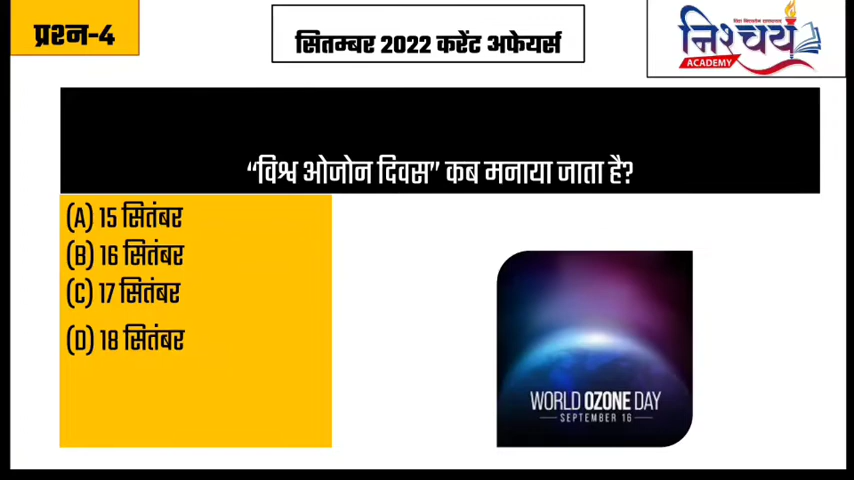 प्रश्न-4
सितम्बर 2022 करेंट अफेयर्स
निश्चय
ACADEMY
“विश्व ओजोन दिवस” कब मनाया जाता है?
(A) 15 सितंबर
(B) 16 सितंबर
(C) 17 सितंबर
(D) 18 सितंबर
WORLD OZONE DAY
SEPTEMBER 16